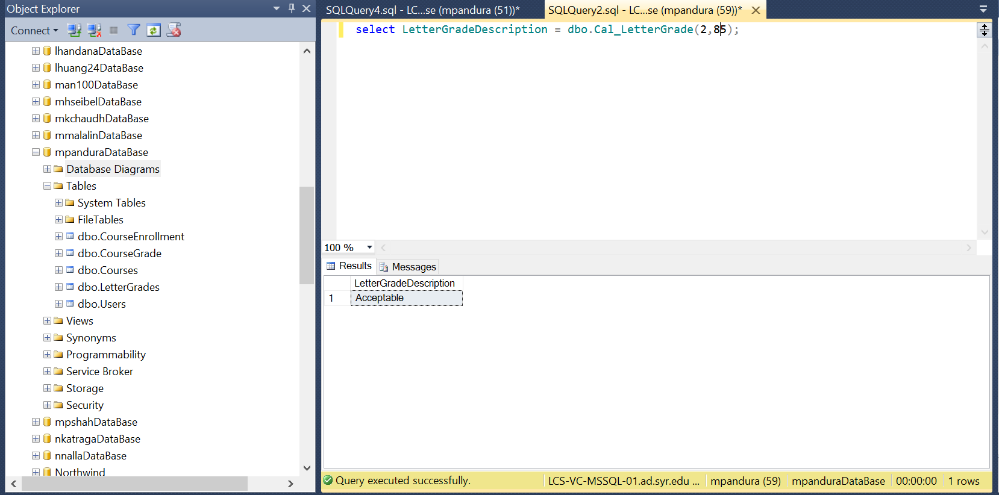 Object Explorer
Connect
lhandanaDataBase
lhuang24DataBase
man100DataBase
mhseibelDataBase
mkchaudhDataBase
mmalalinDataBase
mpanduraDataBase
Database Diagrams
Tables
System Tables
FileTables
dbo.CourseEnrollment
dbo.CourseGrade
dbo.Courses
dbo.LetterGrades
dbo.Users
Views
Synonyms
Programmability
Service Broker
Storage
Security
mpshahDataBase
nkatragaDataBase
nnallaDataBase
Northwind
SQLQuery4.sql - LC...se (mpandura (51))* SQLQuery2.sql - LC...se (mpandura (59))*
select LetterGradeDescription = dbo.Cal_LetterGrade(2,85);
100 %
Results Messages
LetterGradeDescription
1 Acceptable
Query executed successfully. LCS-VC-MSSQL-01.ad.syr.edu ... mpandura (59) mpanduraDataBase 00:00:00 1 rows